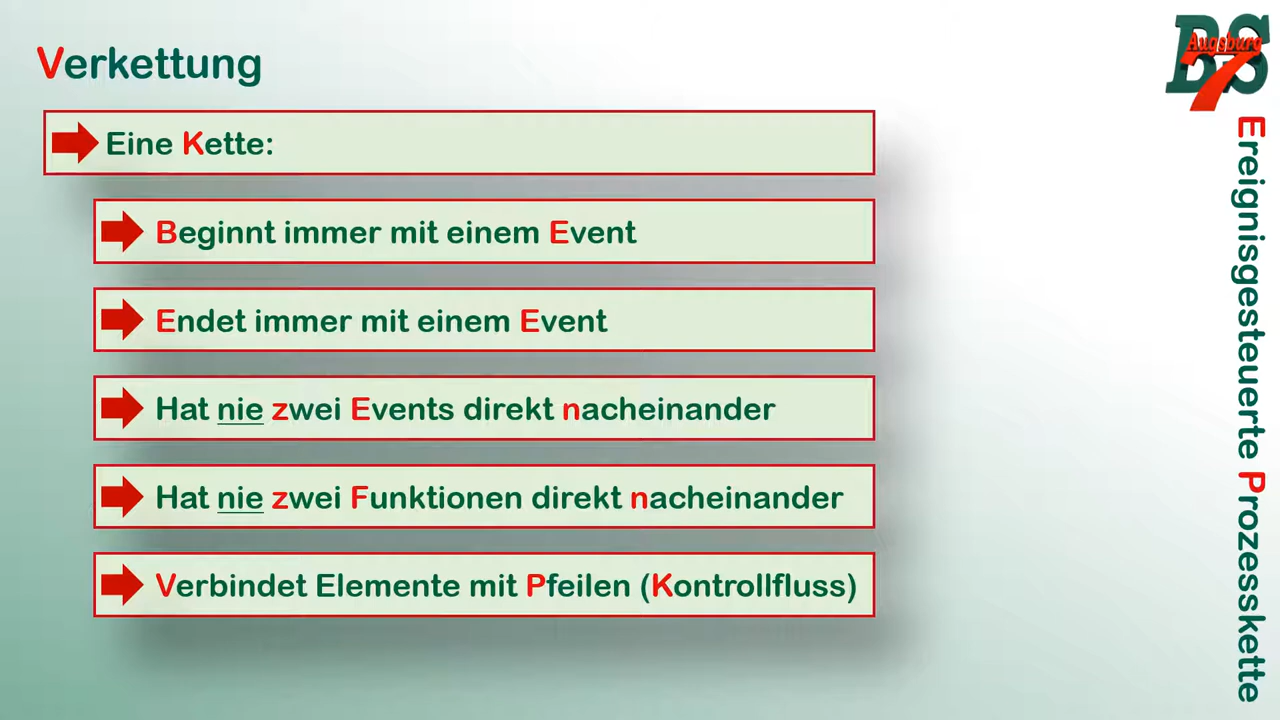 Verkettung
Eine Kette:
Beginnt immer mit einem Event
Endet immer mit einem Event
Hat nie zwei Events direkt nacheinander
Hat nie zwei Funktionen direkt nacheinander
Verbindet Elemente mit Pfeilen (Kontrollfluss)
BS
Augsburg
7
Ereignisgesteuerte Prozesskette